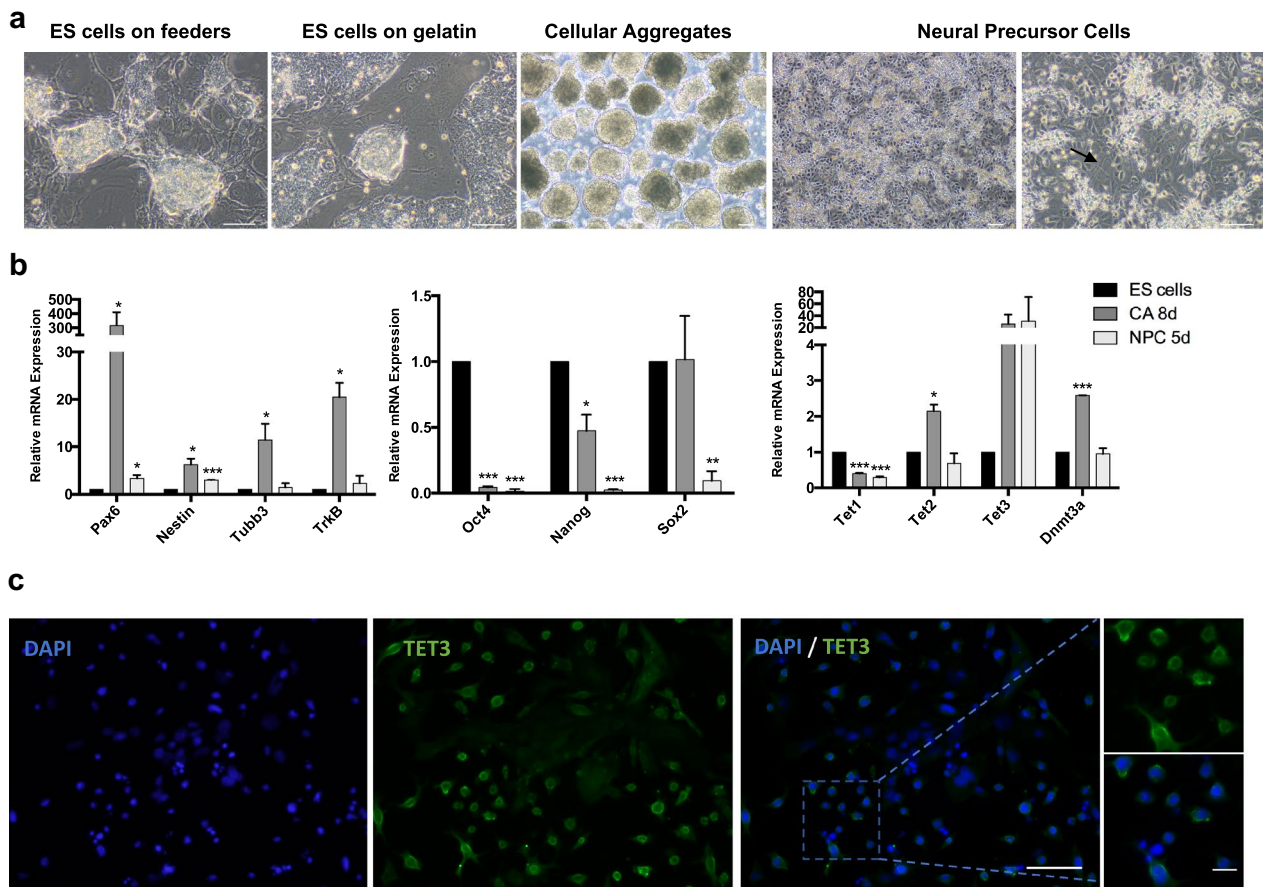 a
ES cells on feeders
ES cells on gelatin
Cellular Aggregates
Neural Precursor Cells
b
Relative mRNA Expression
500
400
300
30
20
10
0
*
*
*
***
*
*
Pax6
Nestin
Tubb3
TrkB
Relative mRNA Expression
1.5
1.0
0.5
0.0
***
***
*
***
**
Oct4
Nanog
Sox2
Relative mRNA Expression
80
60
40
20
4
3
2
1
0
***
***
*
***
Tet1
Tet2
Tet3
Dnmt3a
ES cells
CA 8d
NPC 5d
c
DAPI
TET3
DAPI / TET3